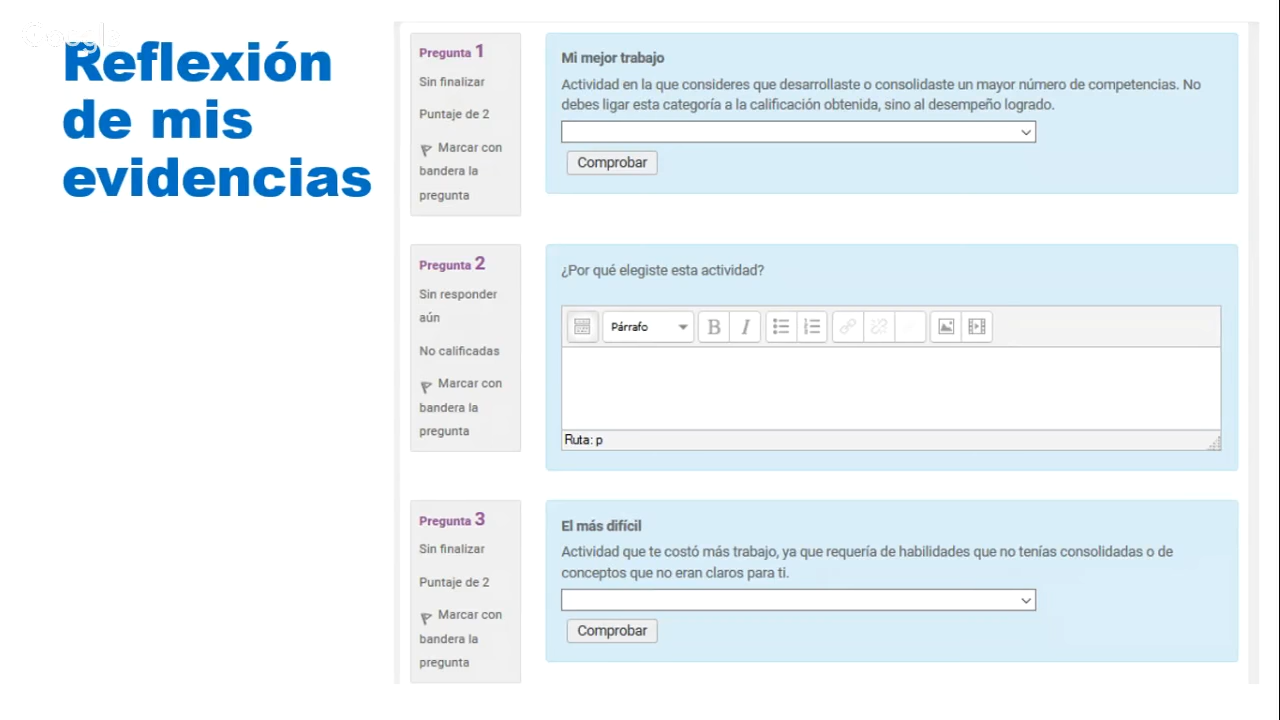 Google
Reflexión
de mis
evidencias
Pregunta 1
Sin finalizar
Puntaje de 2
Marcar con
bandera la
pregunta
Mi mejor trabajo
Actividad en la que consideres que desarrollaste o consolidaste un mayor número de competencias. No
debes ligar esta categoría a la calificación obtenida, sino al desempeño logrado.
Comprobar
Pregunta 2
Sin responder
aún
No calificadas
Marcar con
bandera la
pregunta
¿Por qué elegiste esta actividad?
Párrafo B I
Ruta: p
Pregunta 3
Sin finalizar
Puntaje de 2
Marcar con
bandera la
pregunta
El más difícil
Actividad que te costó más trabajo, ya que requería de habilidades que no tenías consolidadas o de
conceptos que no eran claros para ti.
Comprobar